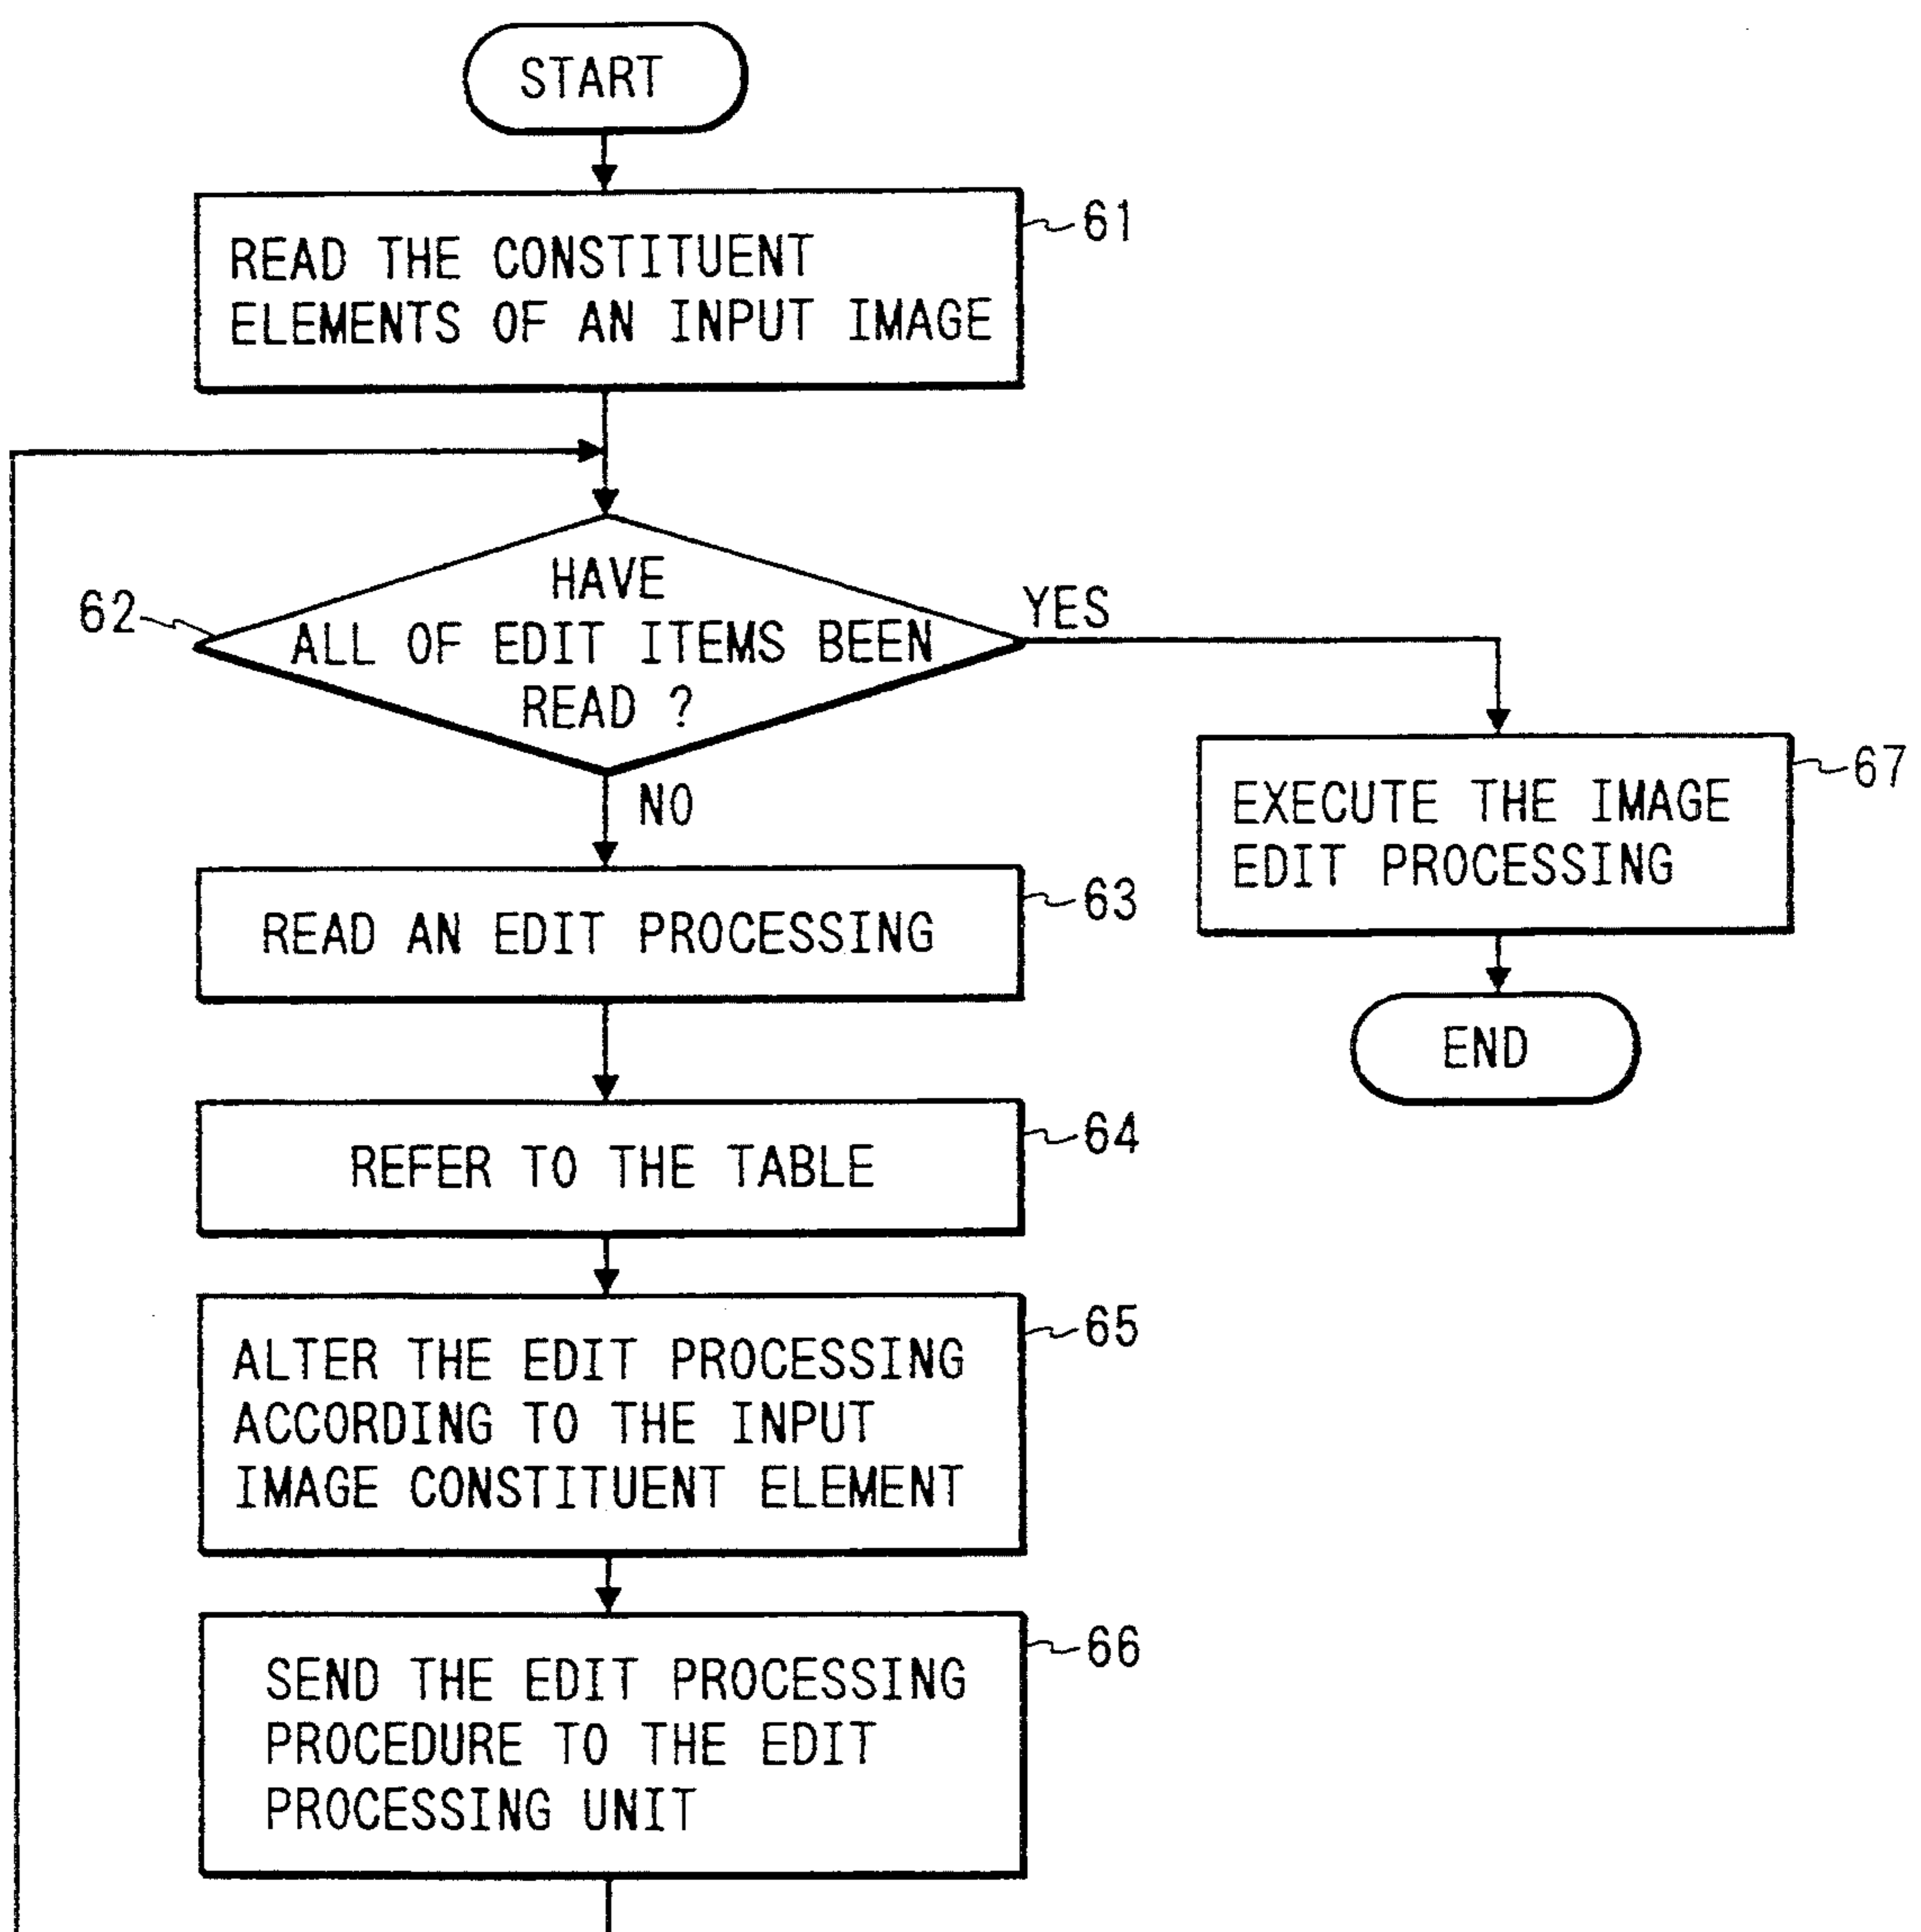 START
61
READ THE CONSTITUENT
ELEMENTS OF AN INPUT IMAGE
62
HAVE
ALL OF EDIT ITEMS BEEN
READ ?
YES
NO
67
EXECUTE THE IMAGE
EDIT PROCESSING
END
63
READ AN EDIT PROCESSING
64
REFER TO THE TABLE
65
ALTER THE EDIT PROCESSING
ACCORDING TO THE INPUT
IMAGE CONSTITUENT ELEMENT
66
SEND THE EDIT PROCESSING
PROCEDURE TO THE EDIT
PROCESSING UNIT